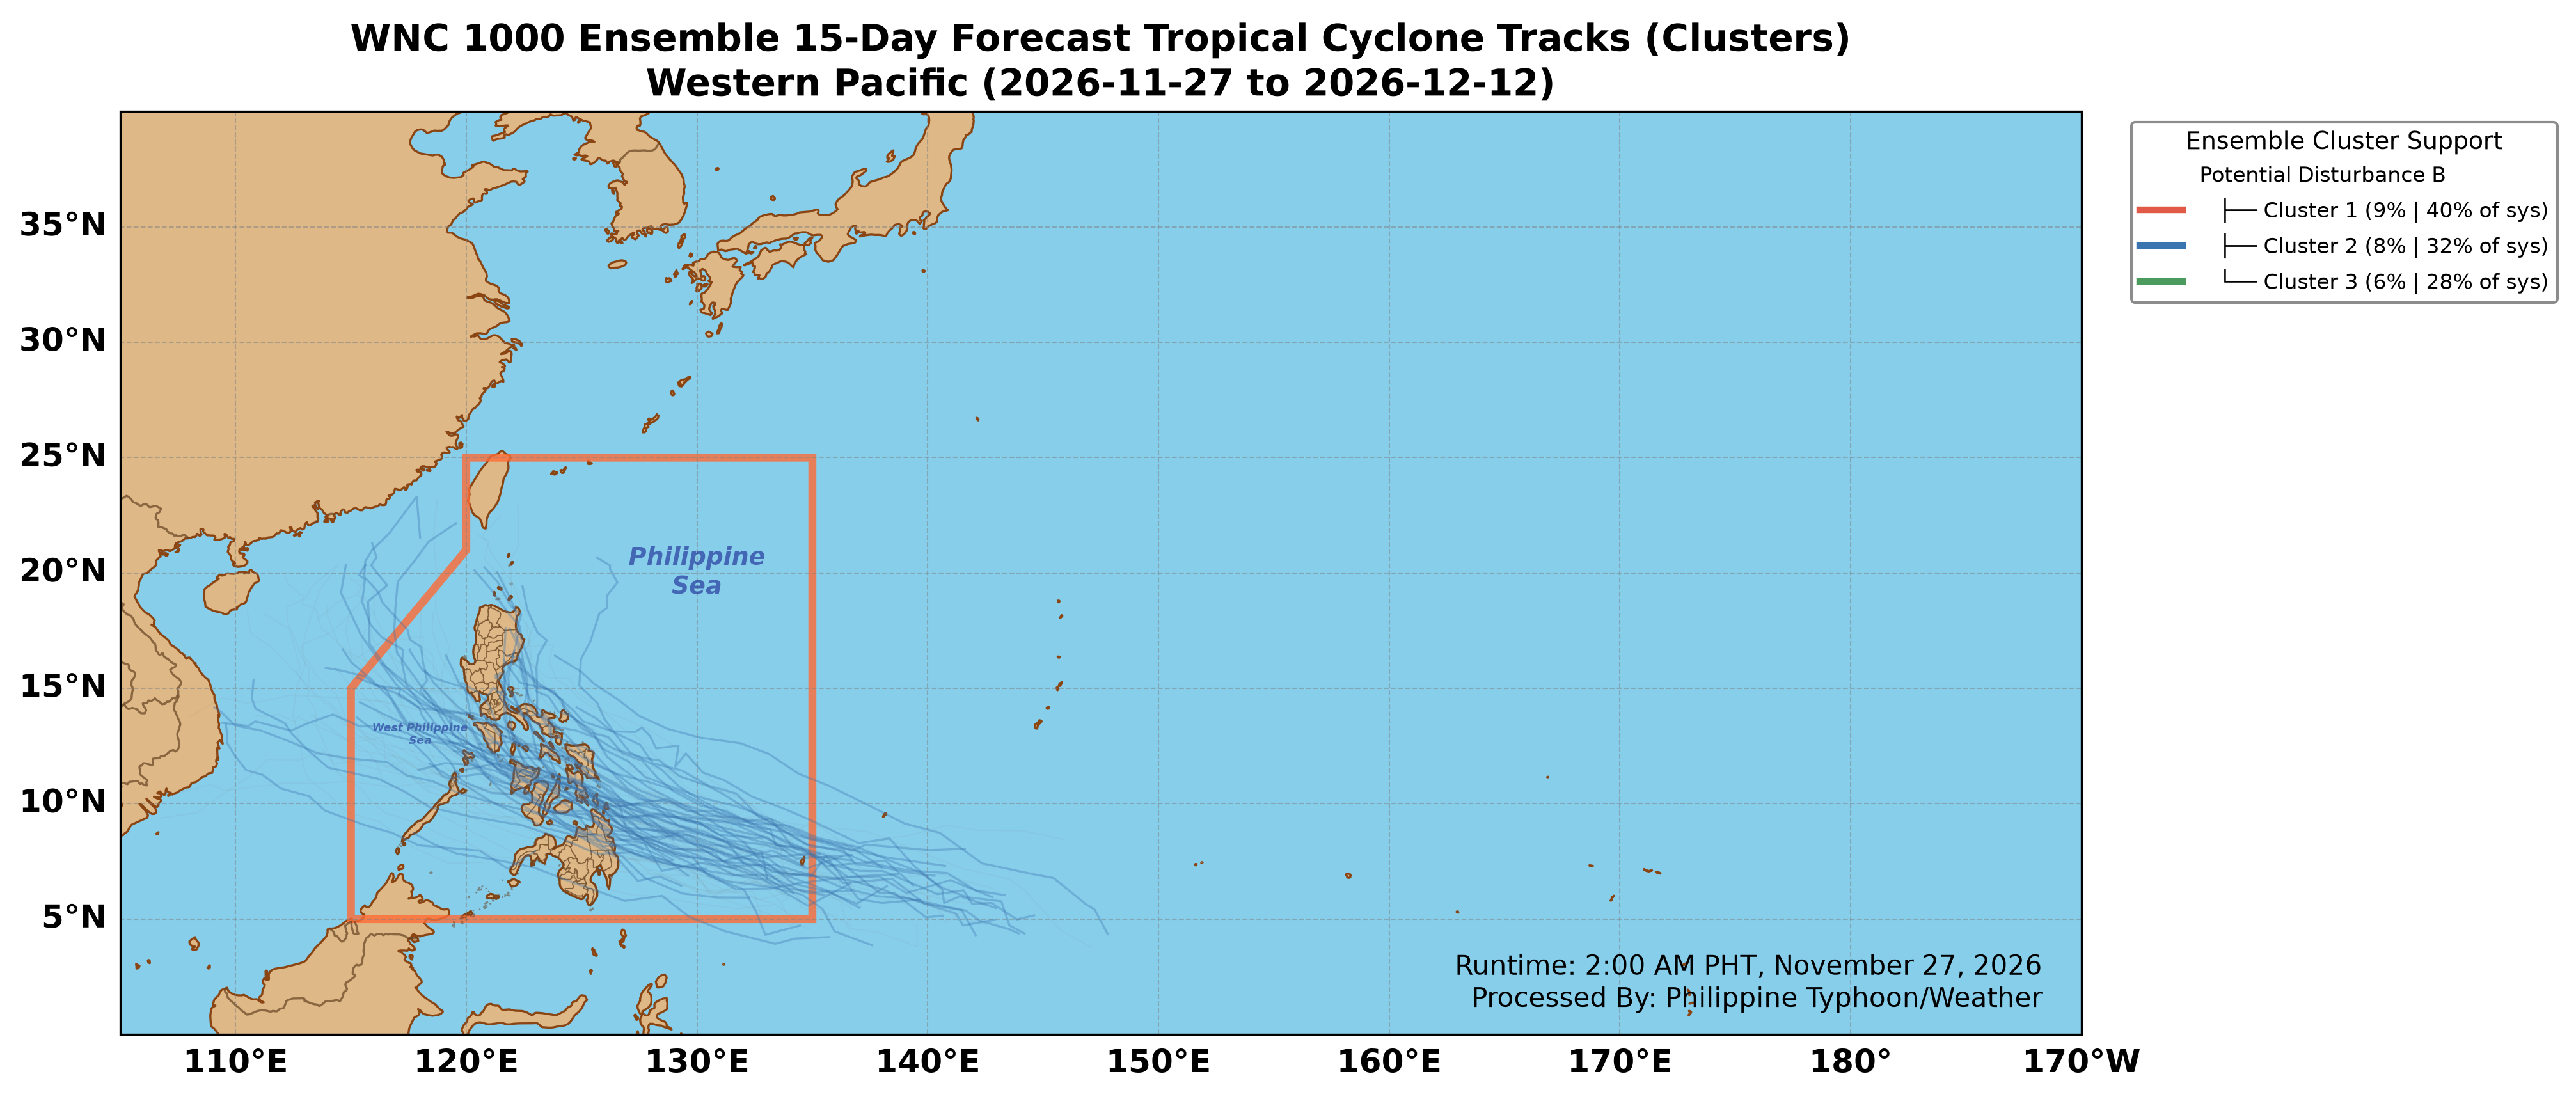 WNC 1000 Ensemble 15-Day Forecast Tropical Cyclone Tracks (Clusters)
Western Pacific (2026-11-27 to 2026-12-12)
Ensemble Cluster Support
Potential Disturbance B
Cluster 1 (9% | 40% of sys)
Cluster 2 (8% | 32% of sys)
Cluster 3 (6% | 28% of sys)
35°N
30°N
25°N
20°N
15°N
10°N
5°N
Philippine
Sea
West Philippine
Sea
Runtime: 2:00 AM PHT, November 27, 2026
Processed By: Philippine Typhoon/Weather
110°E
120°E
130°E
140°E
150°E
160°E
170°E
180°
170°W